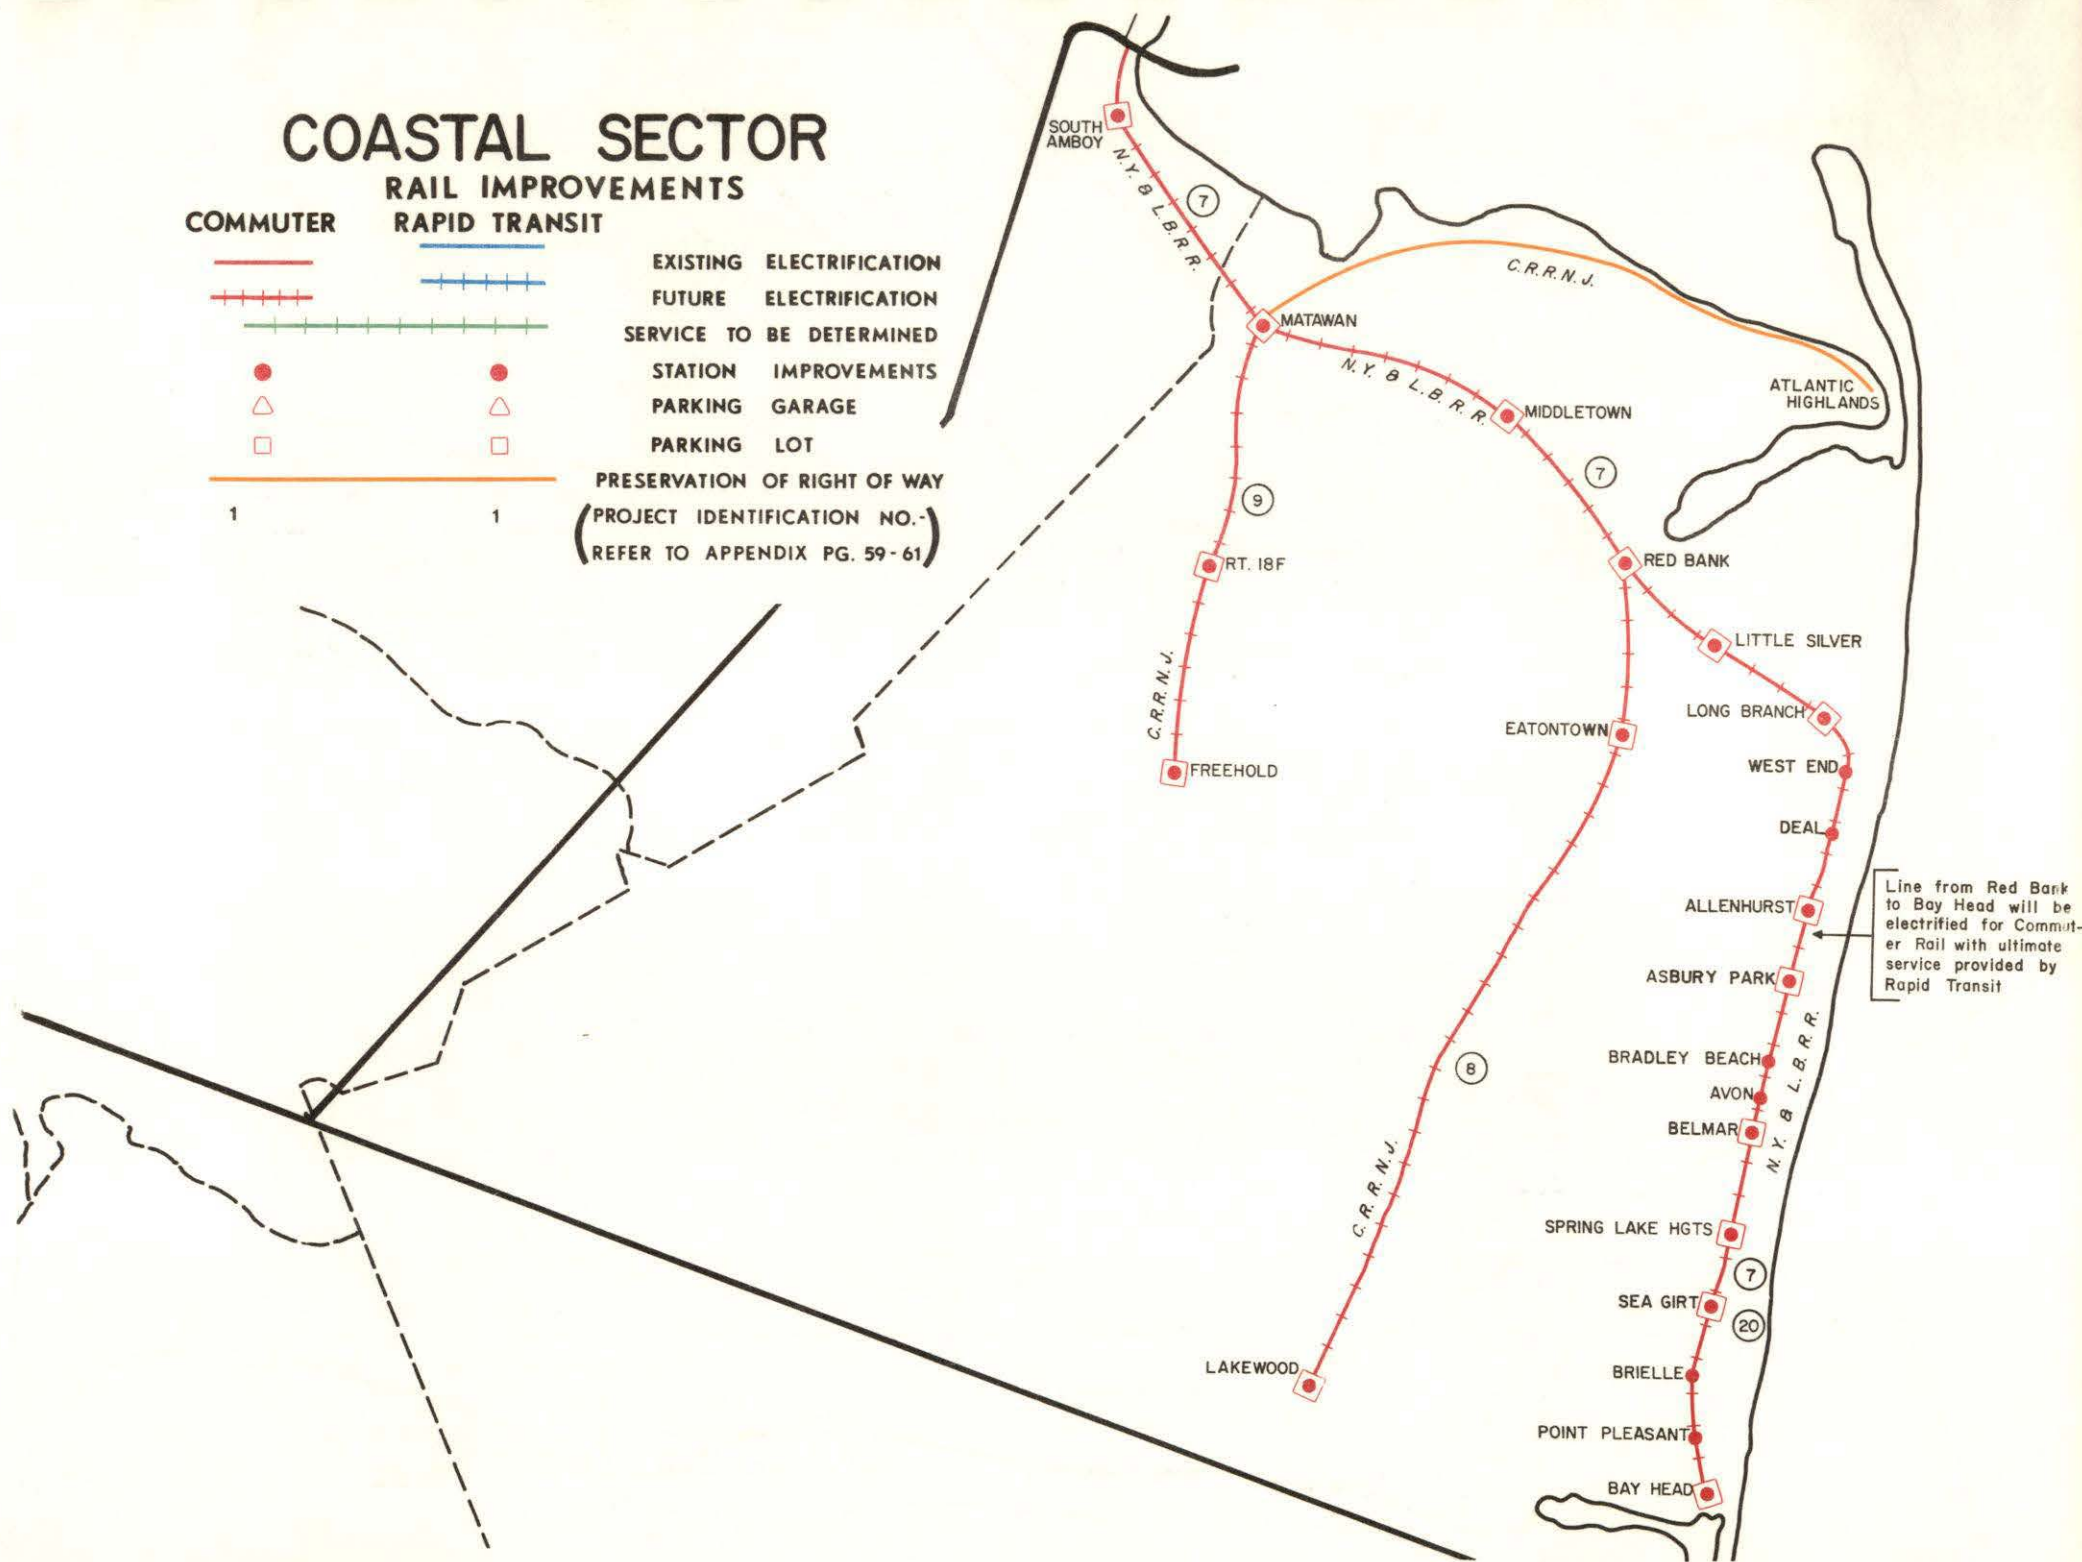 COASTAL SECTOR
RAIL IMPROVEMENTS
COMMUTER RAPID TRANSIT
EXISTING ELECTRIFICATION
FUTURE ELECTRIFICATION
SERVICE TO BE DETERMINED
STATION IMPROVEMENTS
PARKING GARAGE
PARKING LOT
PRESERVATION OF RIGHT OF WAY
1 1 (PROJECT IDENTIFICATION NO.-
REFER TO APPENDIX PG. 59-61)
SOUTH
AMBOY
N.Y. & L.B.R.R.
7
MATAWAN
C.R.R.N.J.
ATLANTIC
HIGHLANDS
N.Y. & L.B.R.R.
MIDDLETOWN
7
9
RT. 18F
C.R.R.N.J.
FREEHOLD
RED BANK
LITTLE SILVER
LONG BRANCH
EATONTOWN
WEST END
DEAL
ALLENHURST
Line from Red Bank
to Bay Head will be
electrified for Commut-
er Rail with ultimate
service provided by
Rapid Transit
ASBURY PARK
BRADLEY BEACH
AVON
BELMAR
N.Y. & L.B.R.R.
8
C.R.R.N.J.
SPRING LAKE HGTS
7
SEA GIRT
20
LAKEWOOD
BRIELLE
POINT PLEASANT
BAY HEAD